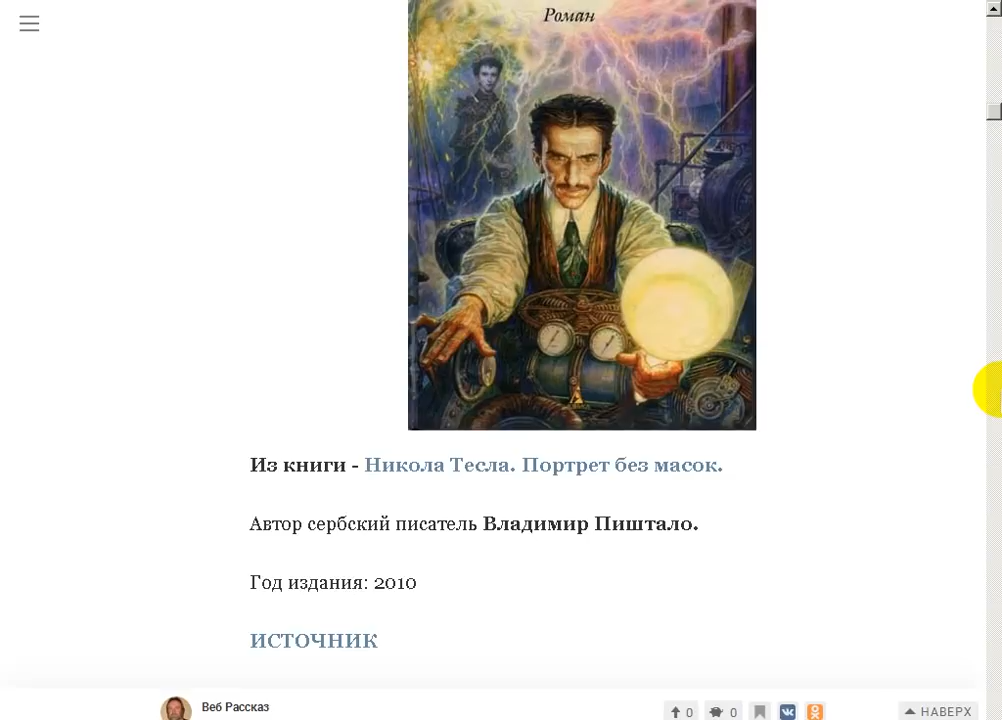 Роман
Из книги - Никола Тесла. Портрет без масок.
Автор сербский писатель Владимир Пиштало.
Год издания: 2010
ИСТОЧНИК
Веб Рассказ
0 0 НАВЕРХ